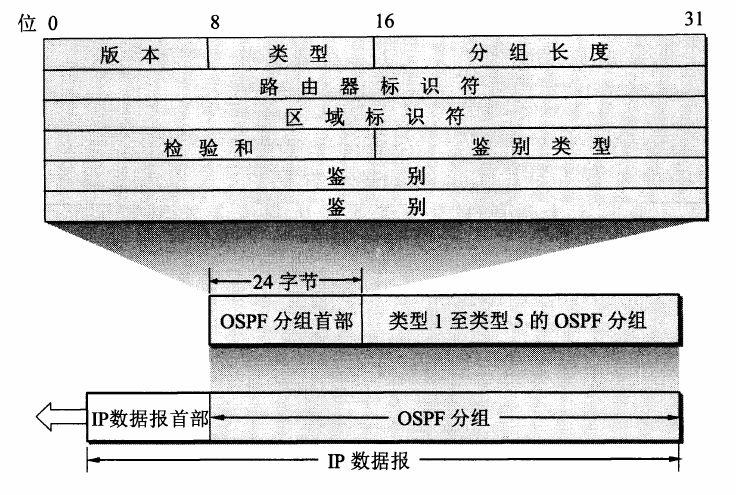 位 0 8 16 31
版本 类型 分组长度
路由器标识符
区域标识符
检验和 鉴别类型
鉴别
鉴别
24 字节
OSPF 分组首部 类型 1 至类型 5 的 OSPF 分组
IP数据报首部 OSPF 分组
IP 数据报